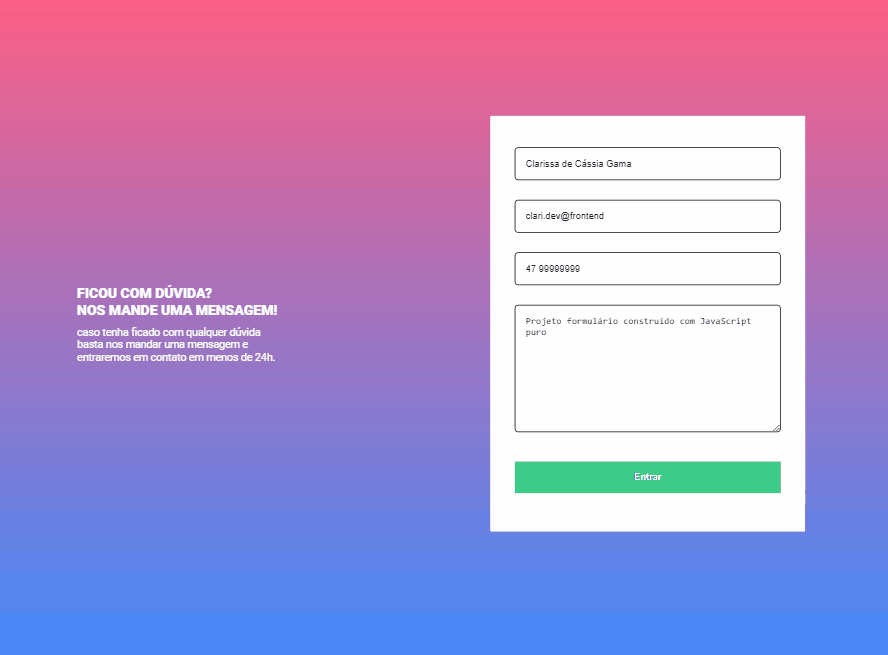 FICOU COM DÚVIDA?
NOS MANDE UMA MENSAGEM!
caso tenha ficado com qualquer dúvida
basta nos mandar uma mensagem e
entraremos em contato em menos de 24h.
Clarissa de Cássia Gama
clari.dev@frontend
47 99999999
Projeto formulário construído com JavaScript
puro
Entrar